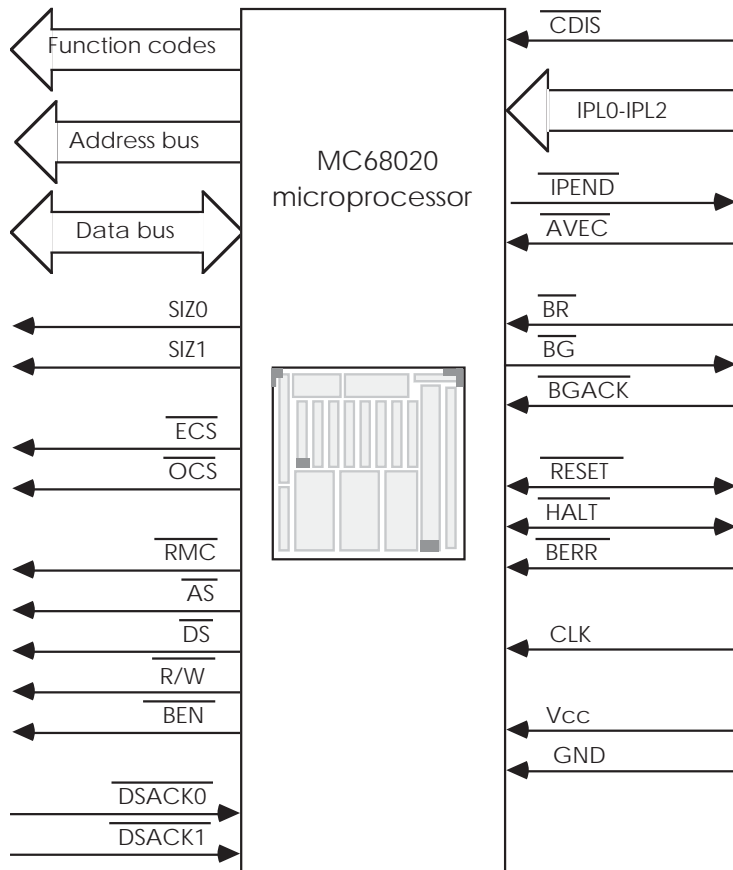 Function codes
Address bus
Data bus
SIZ0
SIZ1
ECS
OCS
RMC
AS
DS
R/W
BEN
DSACK0
DSACK1
MC68020
microprocessor
CDIS
IPL0-IPL2
IPEND
AVEC
BR
BG
BGACK
RESET
HALT
BERR
CLK
Vcc
GND